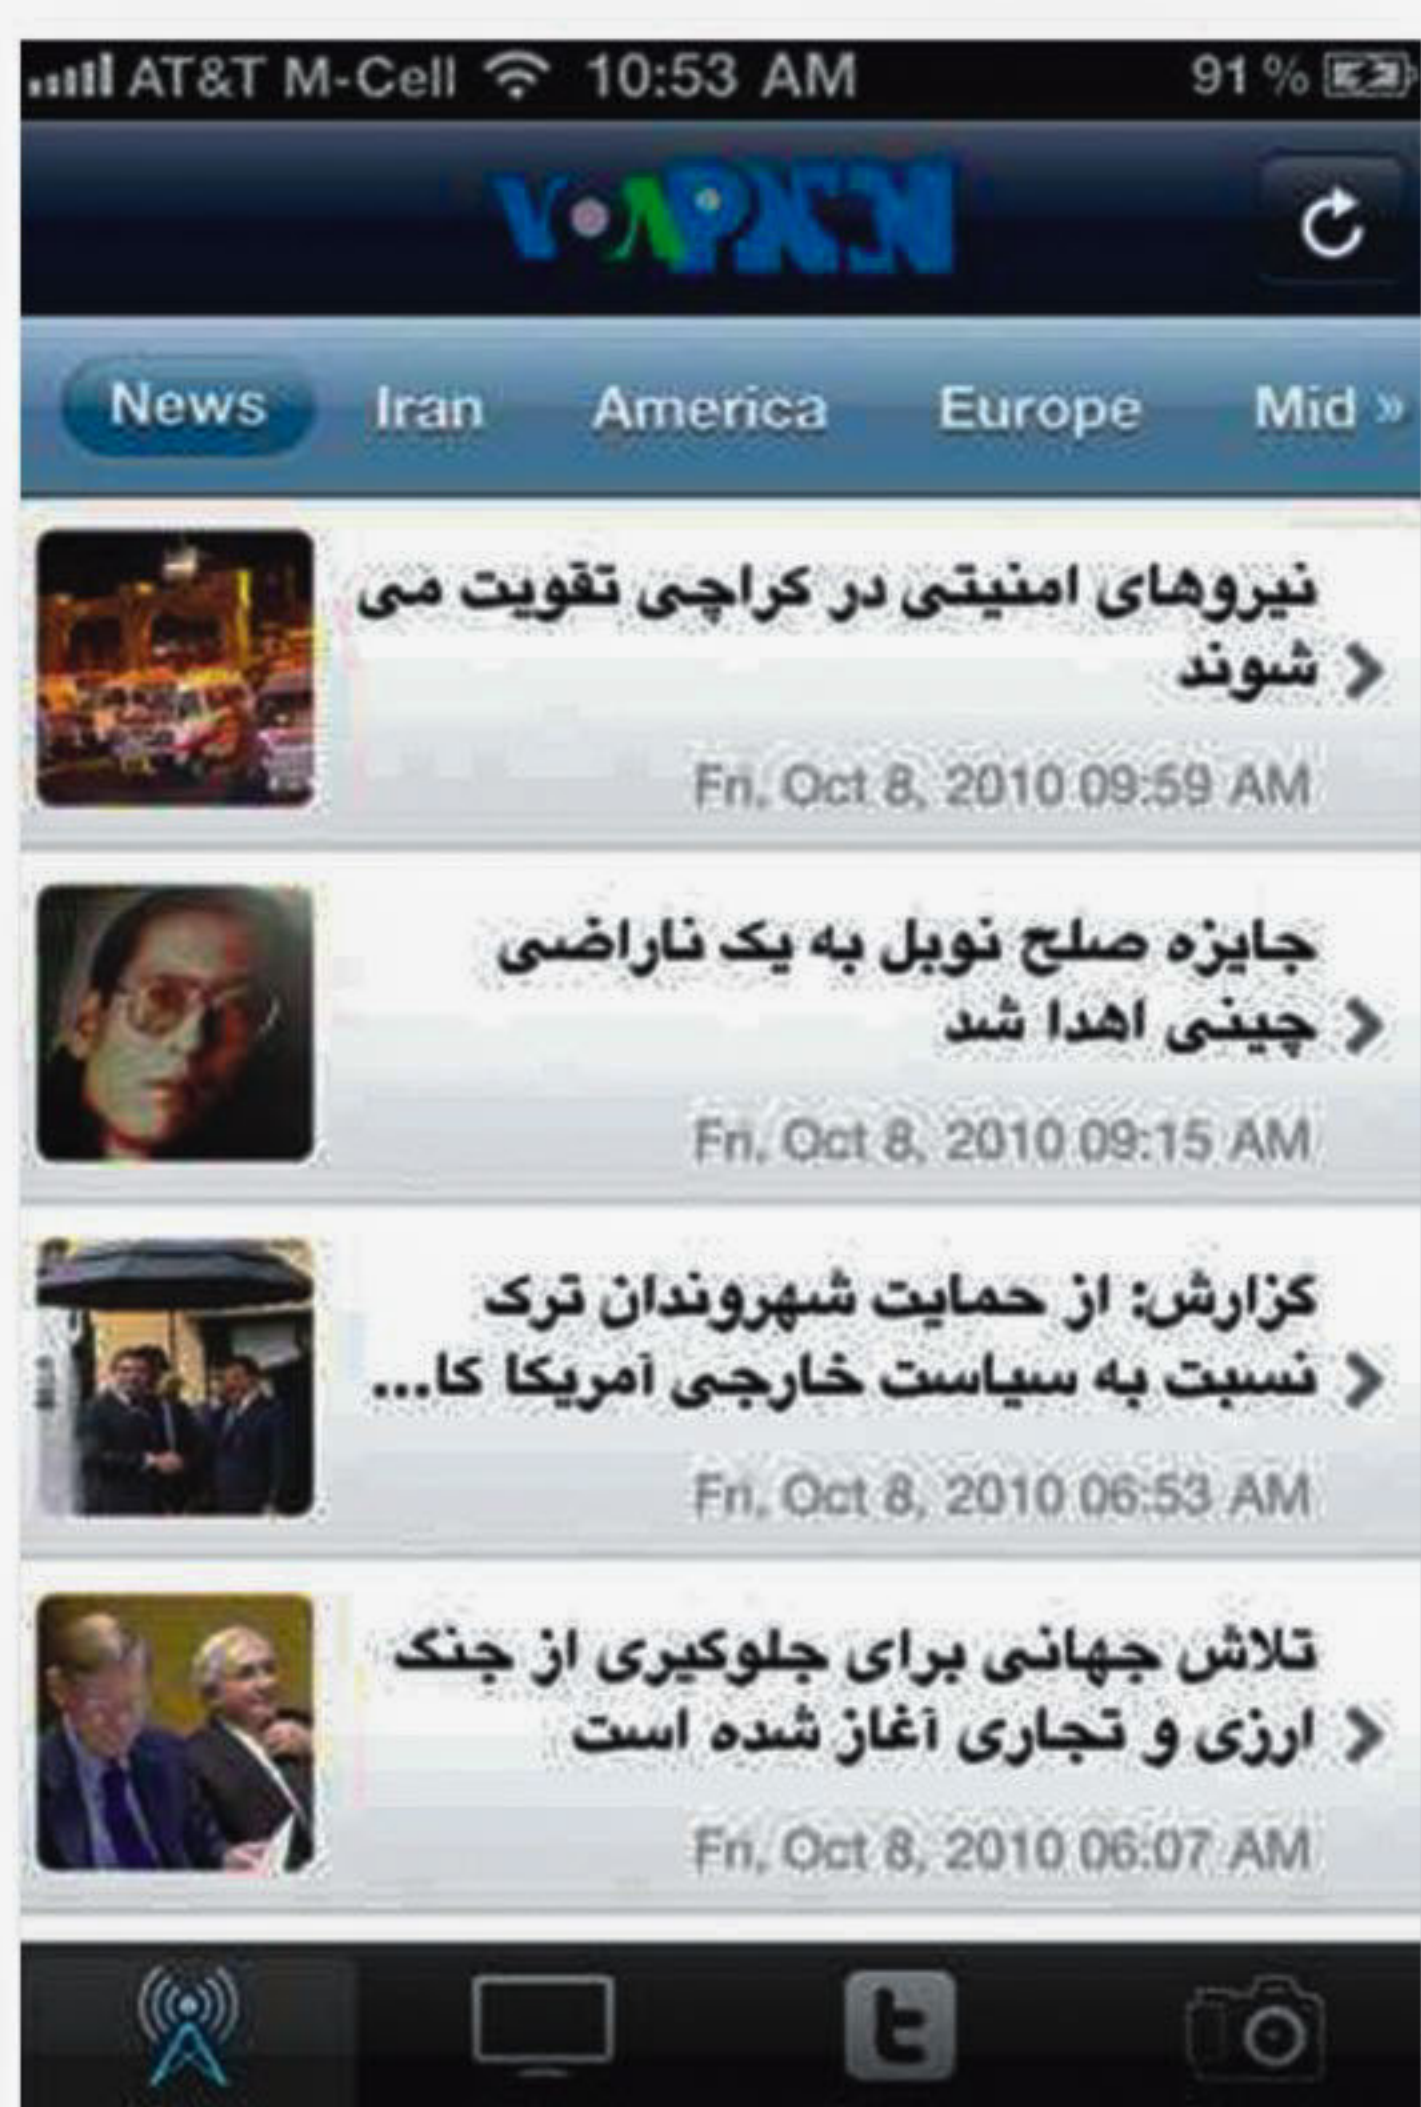 AT&T M-Cell 10:53 AM 91%
VOAPNN
News Iran America Europe Mid »
نیروهای امنیتی در کراچی تقویت می
شوند
Fri, Oct 8, 2010 09:59 AM
جایزه صلح نوبل به یک ناراضی
چینی اهدا شد
Fri, Oct 8, 2010 09:15 AM
گزارش: از حمایت شهروندان ترک
نسبت به سیاست خارجی آمریکا کا...
Fri, Oct 8, 2010 06:53 AM
تلاش جهانی برای جلوگیری از جنگ
ارزی و تجاری آغاز شده است
Fri, Oct 8, 2010 06:07 AM